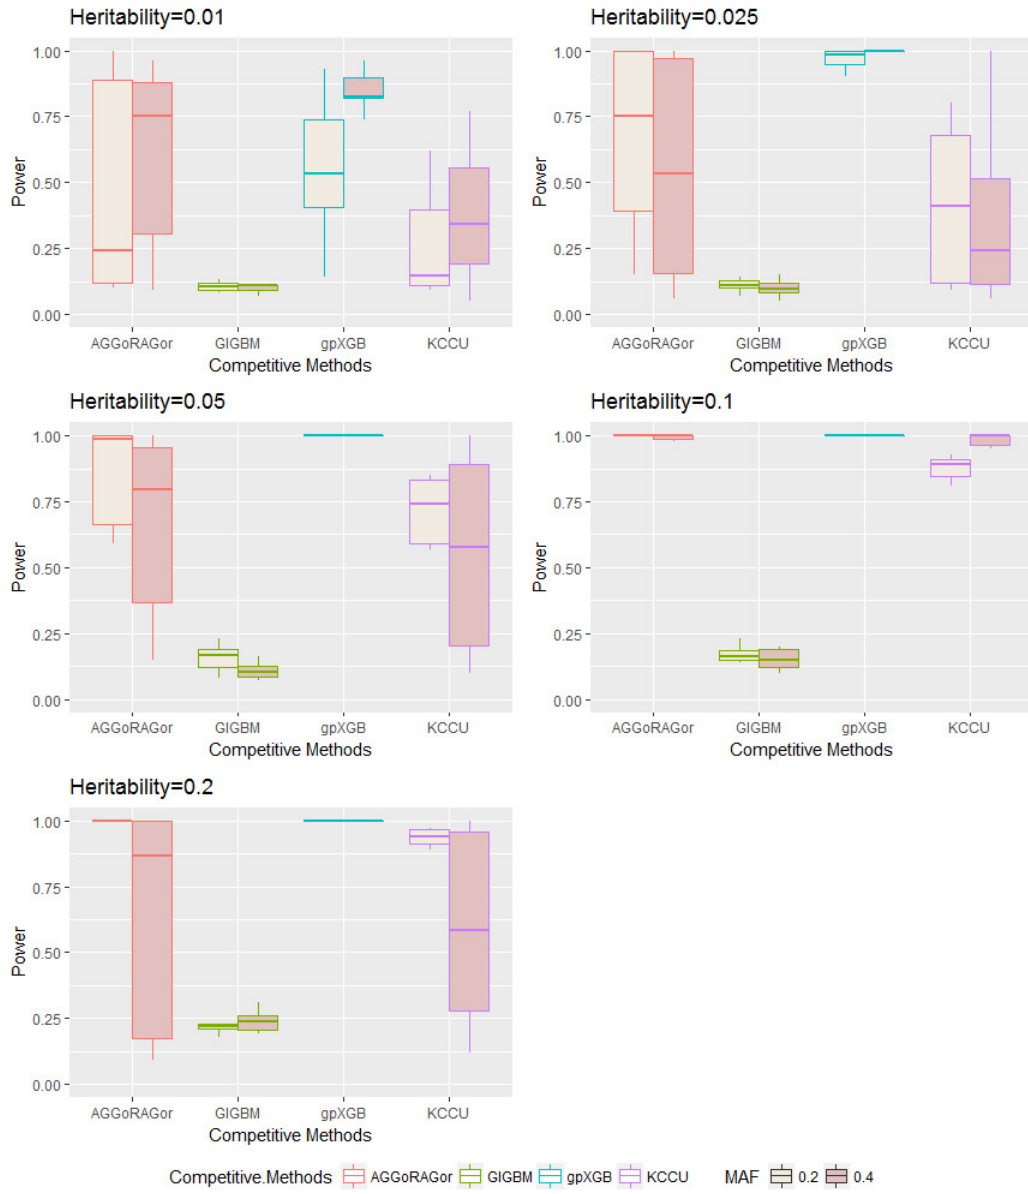 Heritability=0.01
Power
1.00
0.75
0.50
0.25
0.00
AGGoRAGor GIGBM gpXGB KCCU
Competitive Methods
Heritability=0.025
Power
1.00
0.75
0.50
0.25
0.00
AGGoRAGor GIGBM gpXGB KCCU
Competitive Methods
Heritability=0.05
Power
1.00
0.75
0.50
0.25
0.00
AGGoRAGor GIGBM gpXGB KCCU
Competitive Methods
Heritability=0.1
Power
1.00
0.75
0.50
0.25
0.00
AGGoRAGor GIGBM gpXGB KCCU
Competitive Methods
Heritability=0.2
Power
1.00
0.75
0.50
0.25
0.00
AGGoRAGor GIGBM gpXGB KCCU
Competitive Methods
Competitive.Methods AGGoRAGor GIGBM gpXGB KCCU MAF 0.2 0.4